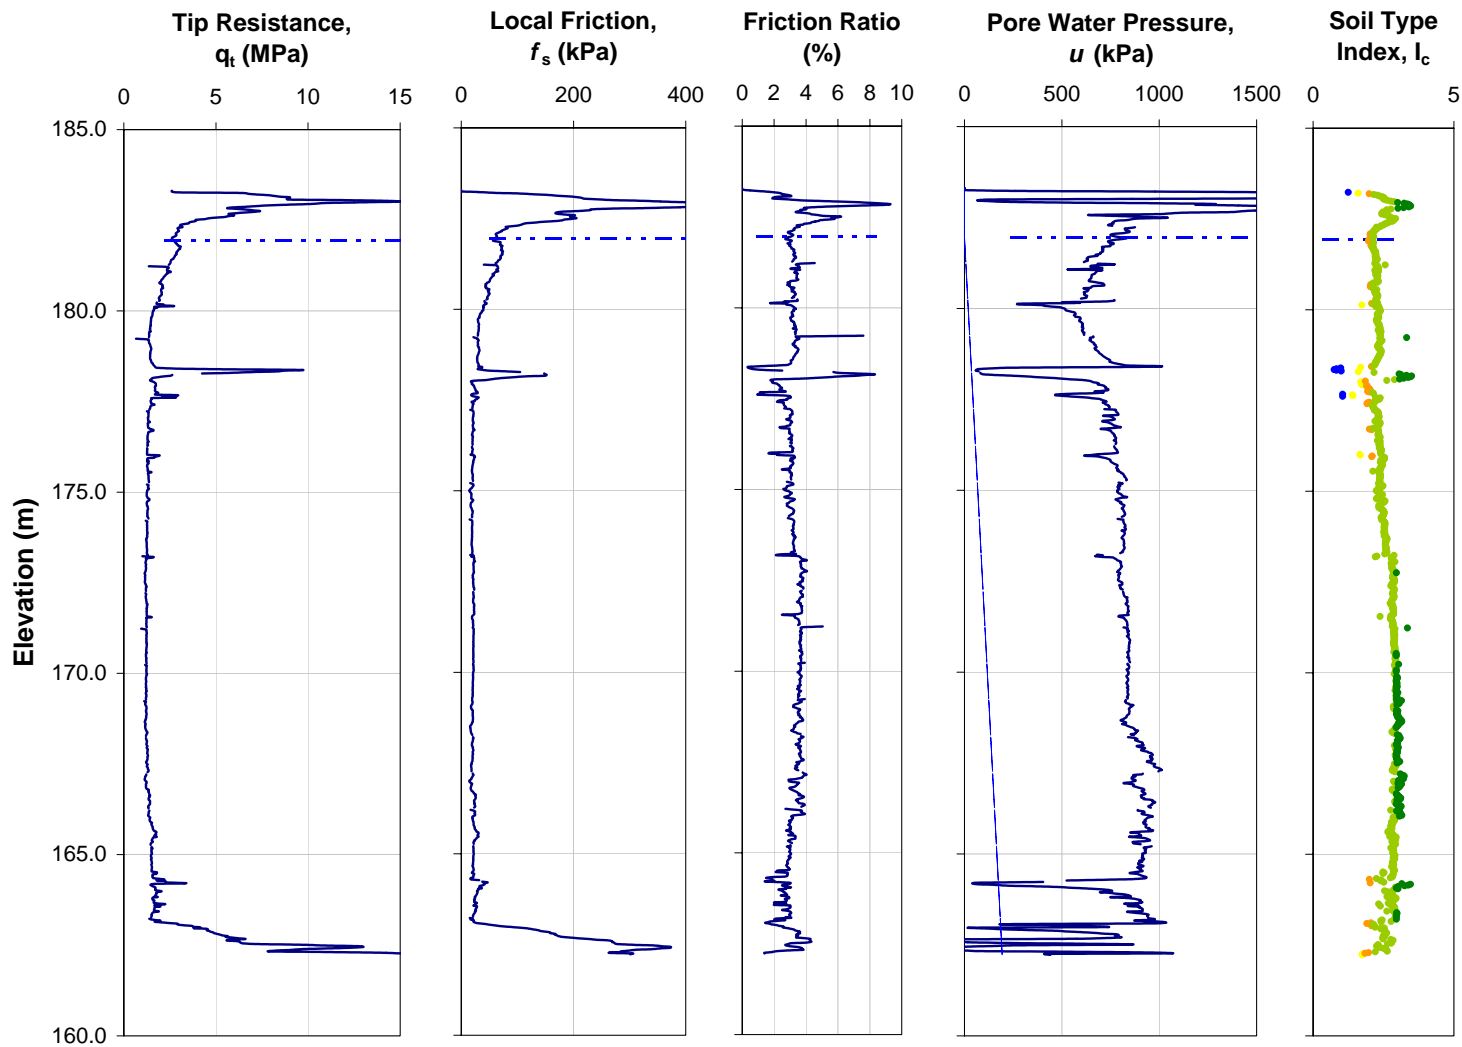 Tip Resistance,
qt (MPa)
Local Friction,
fs (kPa)
Friction Ratio
(%)
Pore Water Pressure,
u (kPa)
Soil Type
Index, Ic
0 5 10 15
0 200 400
0 2 4 6 8 10
0 500 1000 1500
0 5
185.0
180.0
175.0
170.0
165.0
160.0
Elevation (m)